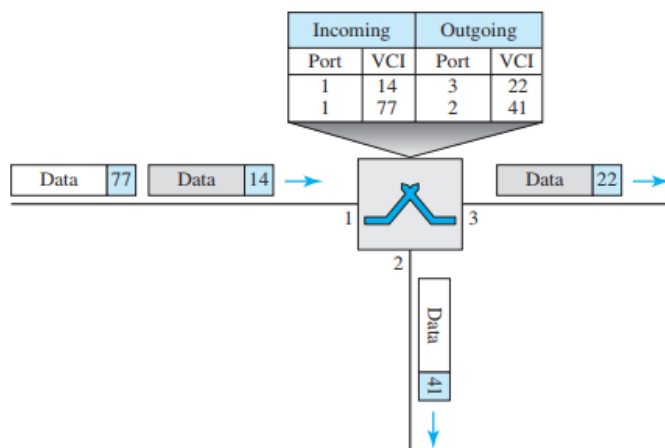 Incoming Outgoing
Port VCI Port VCI
1 14 3 22
1 77 2 41
Data 77 Data 14 Data 22
1 3
2
Data 41